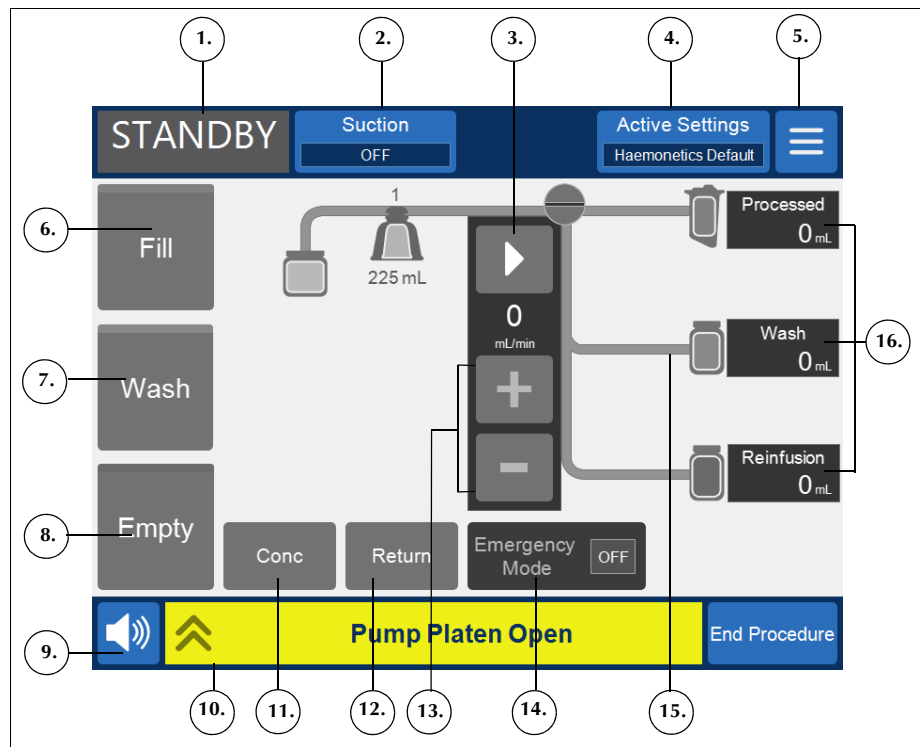 1.
2.
3.
4.
5.
STANDBY
Suction
OFF
Active Settings
Haemonetics Default
6.
Fill
1
225 mL
Processed
0 mL
0
mL/min
16.
Wash
0 mL
7.
Wash
Reinfusion
0 mL
8.
Empty
Conc
Return
Emergency
Mode
OFF
9.
Pump Platen Open
End Procedure
10.
11.
12.
13.
14.
15.